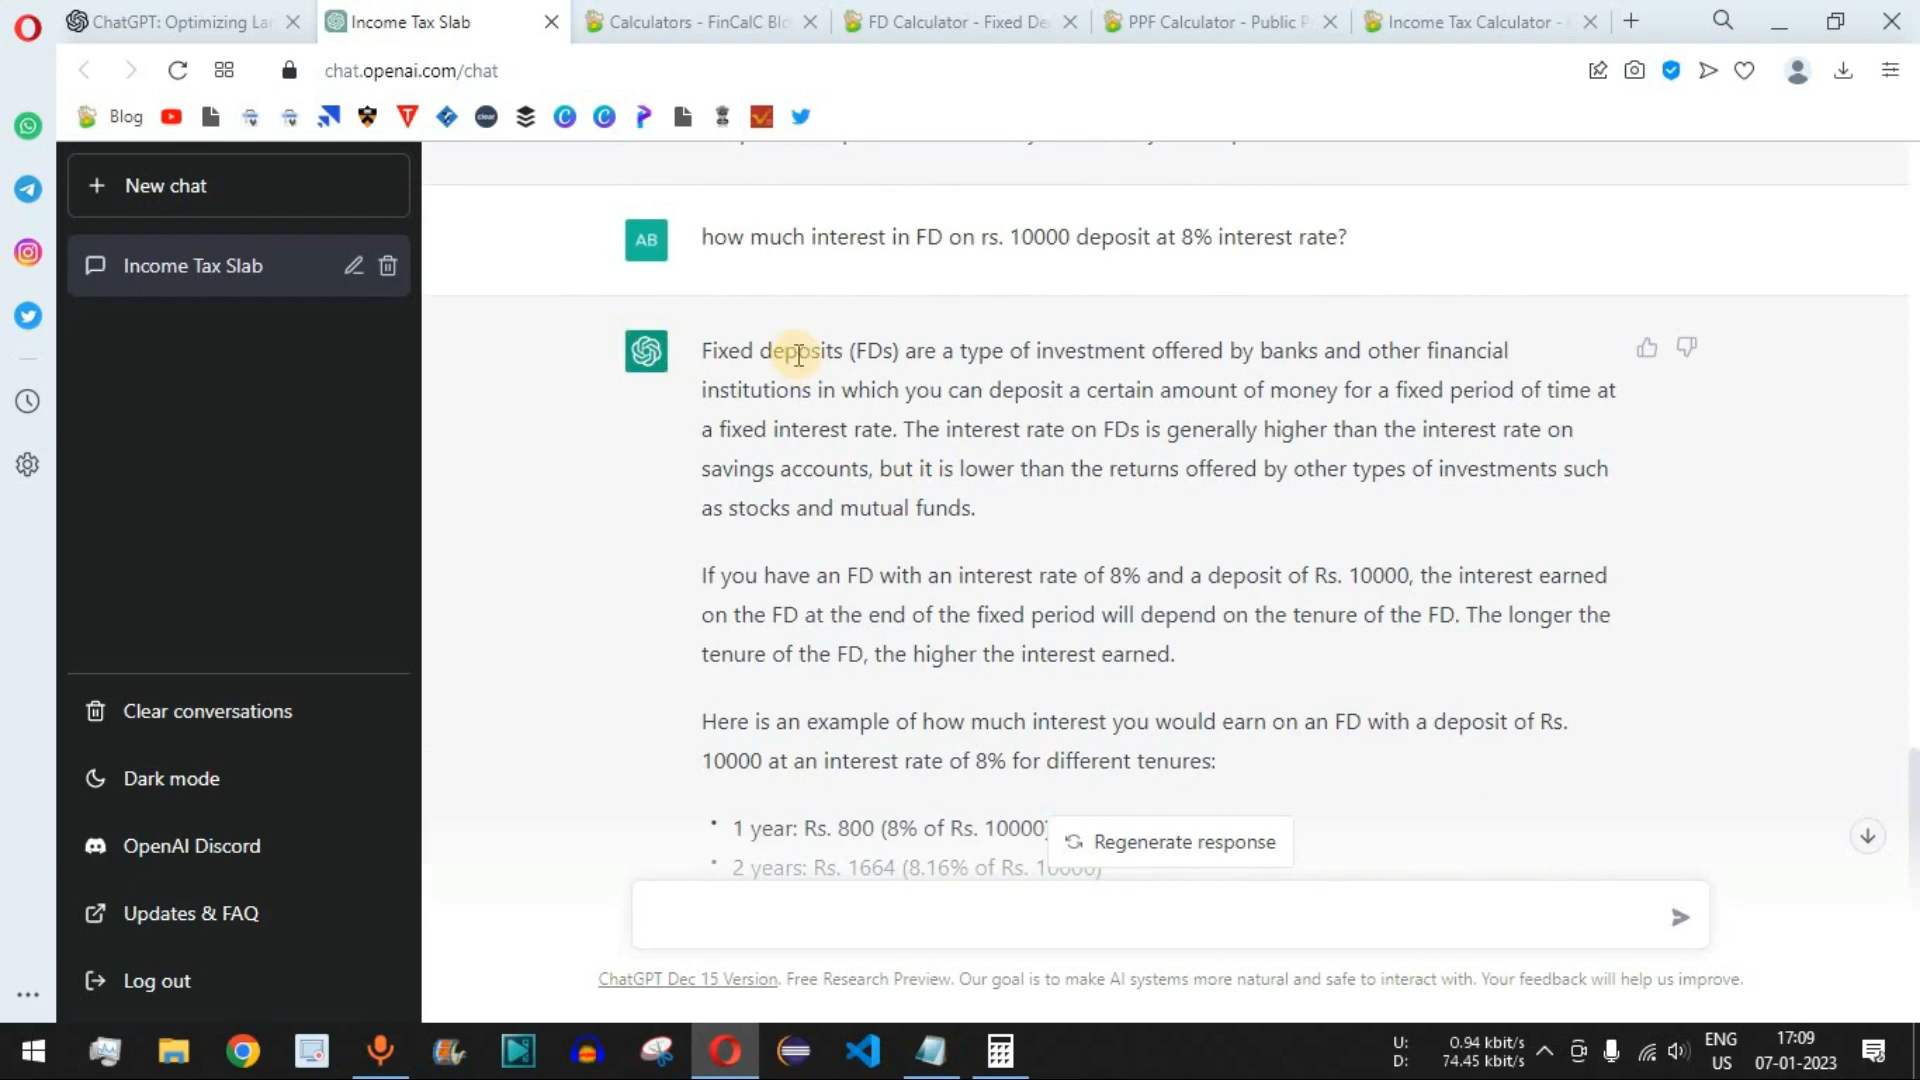 ChatGPT: Optimizing Lan
Income Tax Slab
Calculators - FinCalC Blo
FD Calculator - Fixed De
PPF Calculator - Public P
Income Tax Calculator -
chat.openai.com/chat
Blog
clear
New chat
Income Tax Slab
Clear conversations
Dark mode
OpenAI Discord
Updates & FAQ
Log out
AB
how much interest in FD on rs. 10000 deposit at 8% interest rate?
Fixed deposits (FDs) are a type of investment offered by banks and other financial
institutions in which you can deposit a certain amount of money for a fixed period of time at
a fixed interest rate. The interest rate on FDs is generally higher than the interest rate on
savings accounts, but it is lower than the returns offered by other types of investments such
as stocks and mutual funds.
If you have an FD with an interest rate of 8% and a deposit of Rs. 10000, the interest earned
on the FD at the end of the fixed period will depend on the tenure of the FD. The longer the
tenure of the FD, the higher the interest earned.
Here is an example of how much interest you would earn on an FD with a deposit of Rs.
10000 at an interest rate of 8% for different tenures:
• 1 year: Rs. 800 (8% of Rs. 10000)
Regenerate response
• 2 years: Rs. 1664 (8.16% of Rs. 10000)
ChatGPT Dec 15 Version. Free Research Preview. Our goal is to make AI systems more natural and safe to interact with. Your feedback will help us improve.
U: 0.94 kbit/s
D: 74.45 kbit/s
ENG
US
17:09
07-01-2023